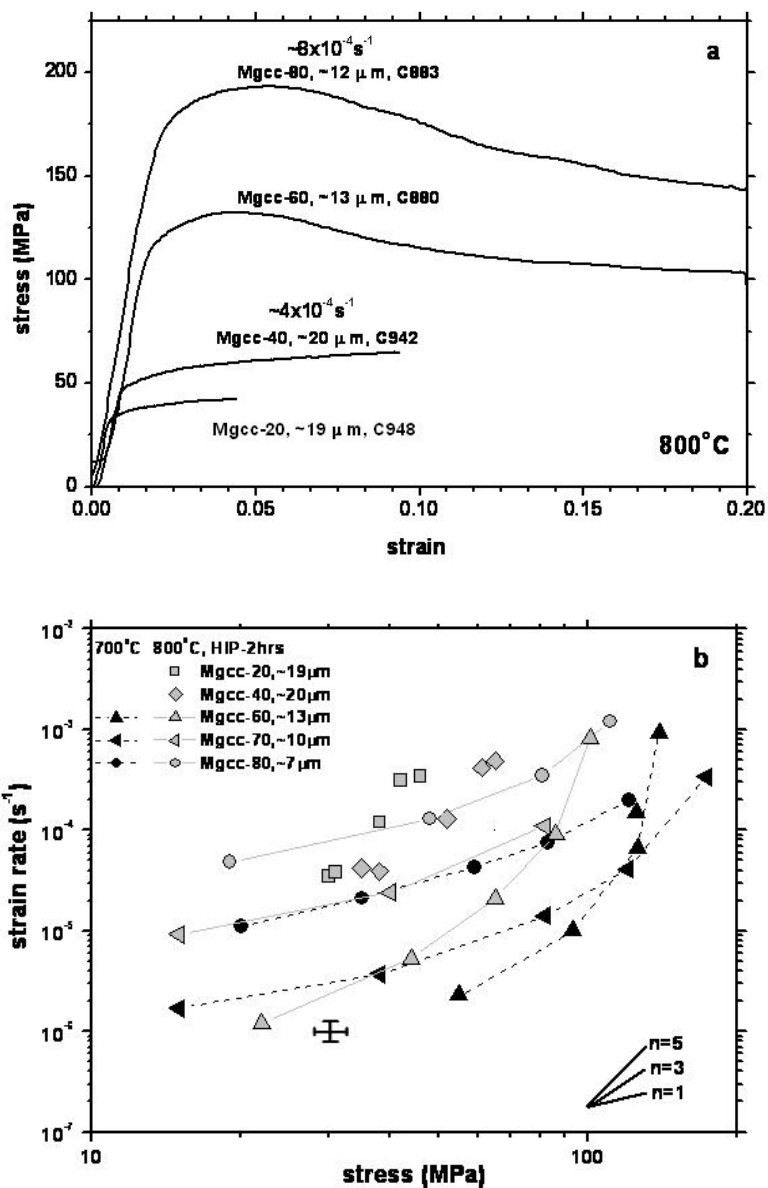 a
~8x10⁻⁴s⁻¹
Mgcc-80, ~12 μm, C883
Mgcc-60, ~13 μm, C880
~4x10⁻⁴s⁻¹
Mgcc-40, ~20 μm, C942
Mgcc-20, ~19 μm, C948
800°C
200
150
100
50
0
stress (MPa)
0.00 0.05 0.10 0.15 0.20
strain
b
700°C 800°C, HIP-2hrs
Mgcc-20,~19μm
Mgcc-40,~20μm
Mgcc-60,~13μm
Mgcc-70,~10μm
Mgcc-80,~7μm
10⁻²
10⁻³
10⁻⁴
10⁻⁵
10⁻⁶
10⁻⁷
strain rate (s⁻¹)
n=5
n=3
n=1
10 100
stress (MPa)